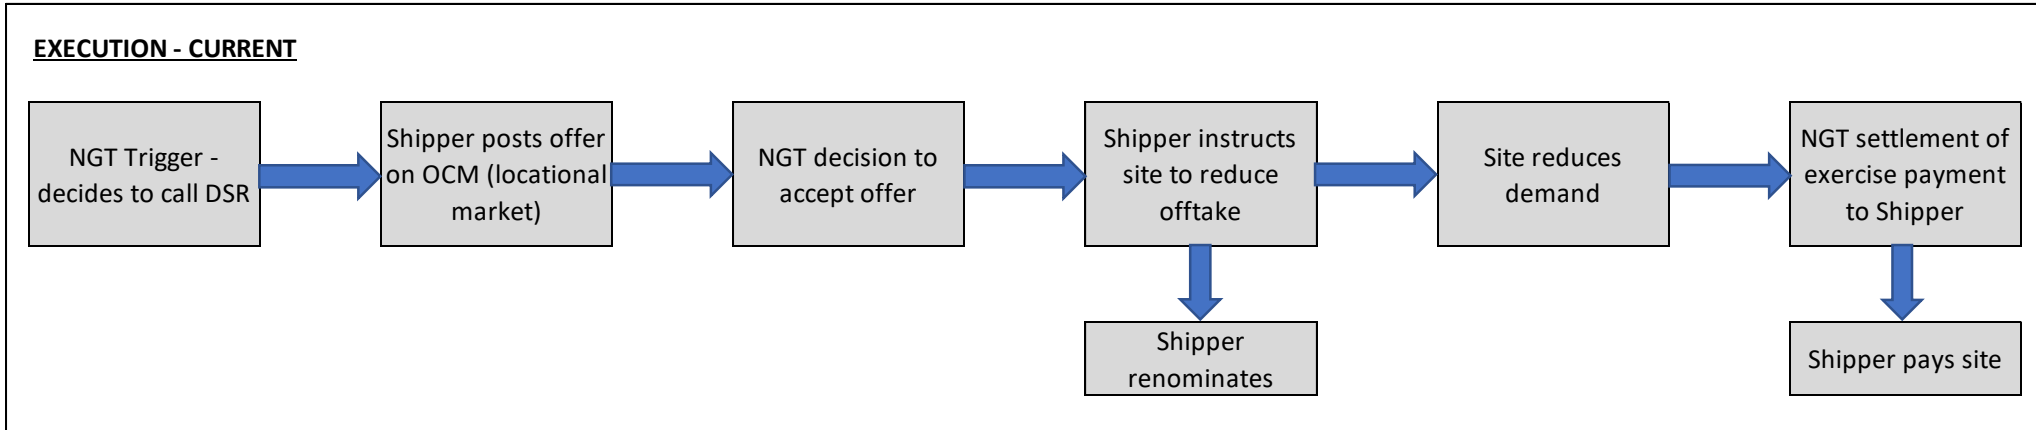 EXECUTION - CURRENT
NGT Trigger -
decides to call DSR
Shipper posts offer
on OCM (locational
market)
NGT decision to
accept offer
Shipper instructs
site to reduce
offtake
Site reduces
demand
NGT settlement of
exercise payment
to Shipper
Shipper
renominates
Shipper pays site